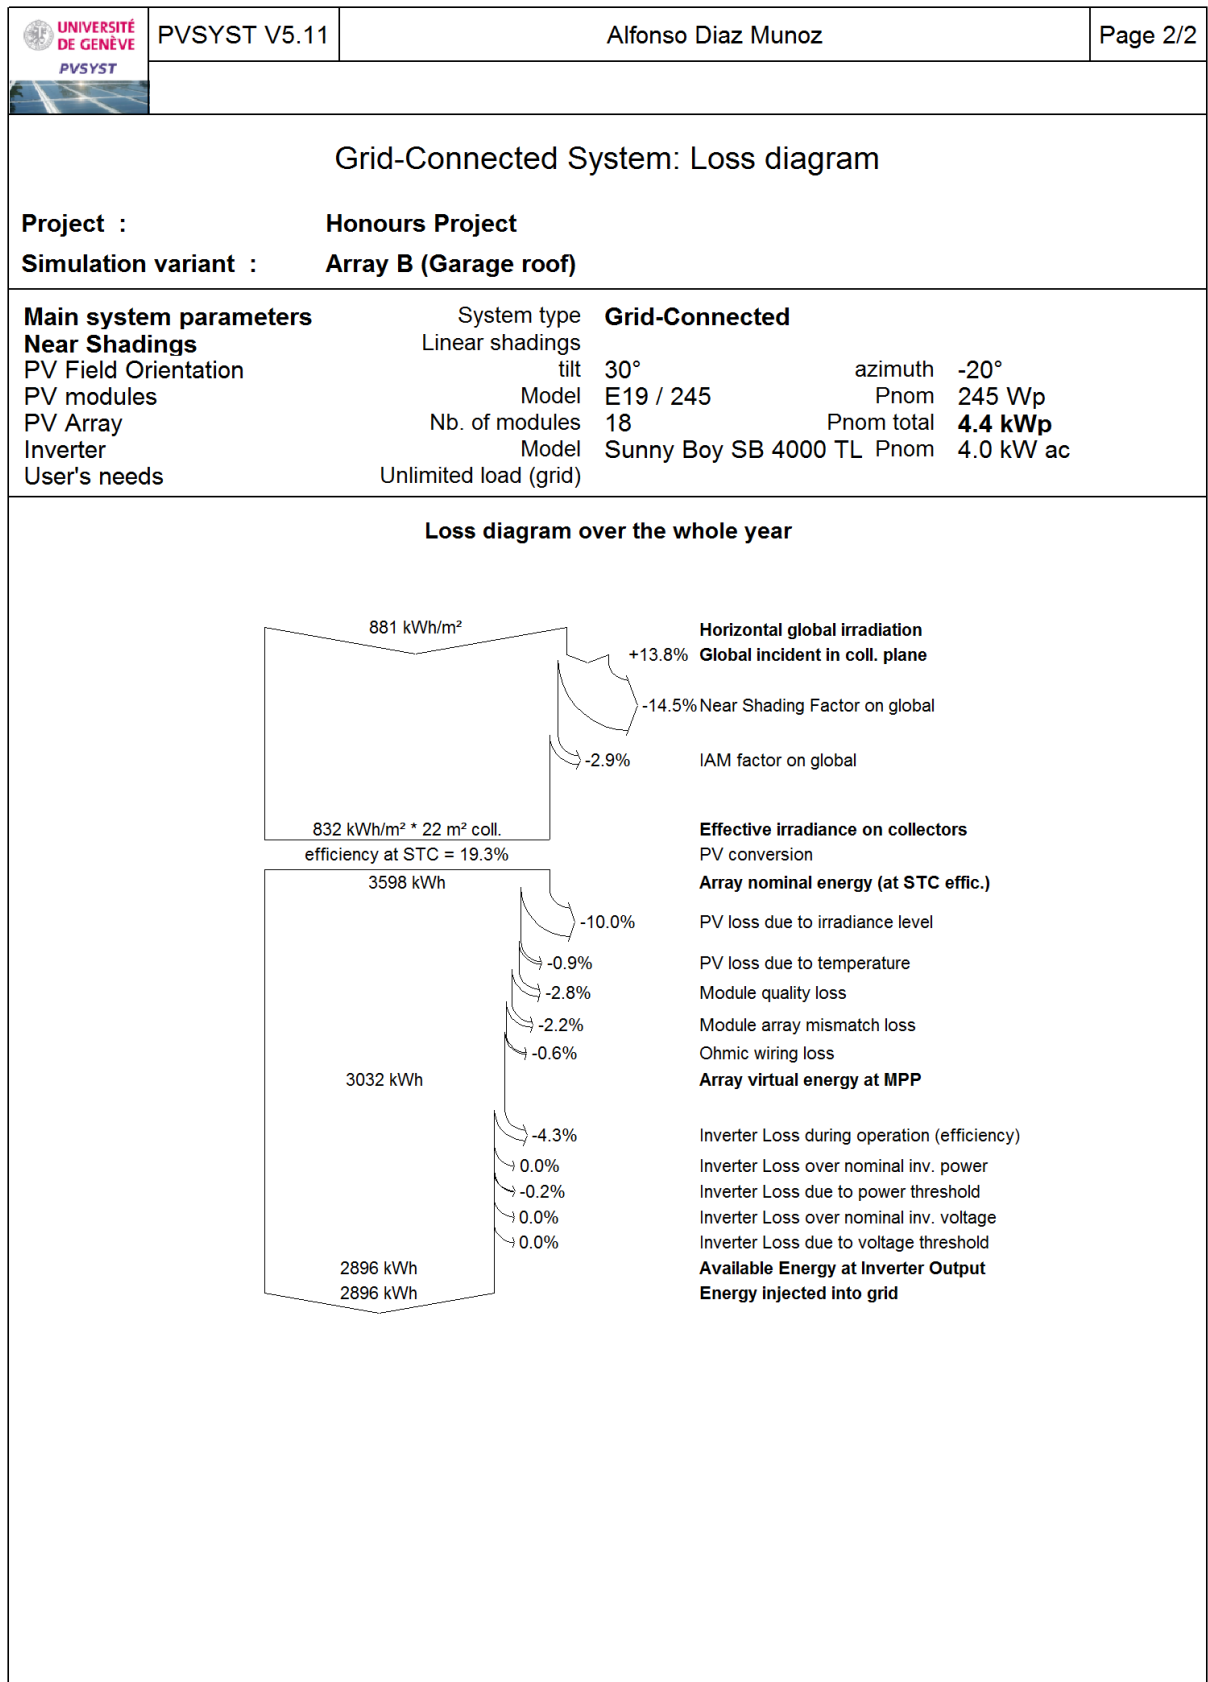 UNIVERSITÉ
DE GENÈVE
PVSYST
PVSYST V5.11
Alfonso Diaz Munoz
Page 2/2
Grid-Connected System: Loss diagram
Project : Honours Project
Simulation variant : Array B (Garage roof)
Main system parameters System type Grid-Connected
Near Shadings Linear shadings
PV Field Orientation tilt 30° azimuth -20°
PV modules Model E19 / 245 Pnom 245 Wp
PV Array Nb. of modules 18 Pnom total 4.4 kWp
Inverter Model Sunny Boy SB 4000 TL Pnom 4.0 kW ac
User's needs Unlimited load (grid)
Loss diagram over the whole year
881 kWh/m² Horizontal global irradiation
+13.8% Global incident in coll. plane
-14.5% Near Shading Factor on global
-2.9% IAM factor on global
832 kWh/m² * 22 m² coll. Effective irradiance on collectors
efficiency at STC = 19.3% PV conversion
3598 kWh Array nominal energy (at STC effic.)
-10.0% PV loss due to irradiance level
-0.9% PV loss due to temperature
-2.8% Module quality loss
-2.2% Module array mismatch loss
-0.6% Ohmic wiring loss
3032 kWh Array virtual energy at MPP
-4.3% Inverter Loss during operation (efficiency)
0.0% Inverter Loss over nominal inv. power
-0.2% Inverter Loss due to power threshold
0.0% Inverter Loss over nominal inv. voltage
0.0% Inverter Loss due to voltage threshold
2896 kWh Available Energy at Inverter Output
2896 kWh Energy injected into grid